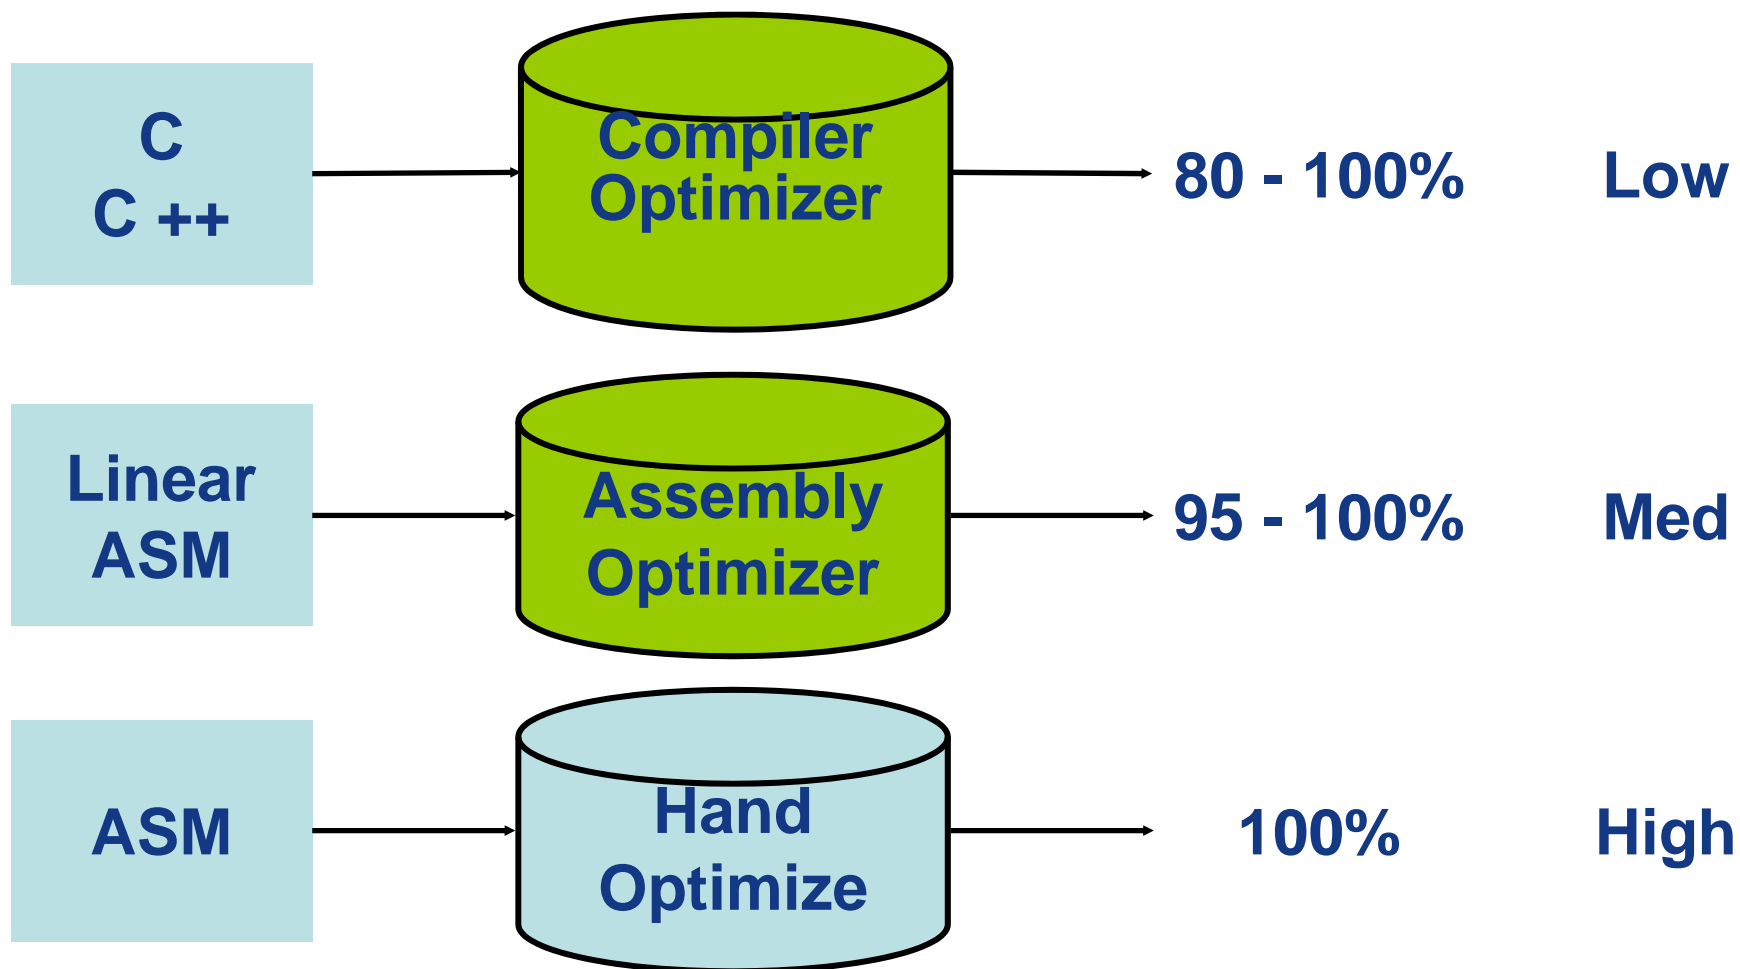 C
C ++
Compiler
Optimizer
80 - 100%
Low
Linear
ASM
Assembly
Optimizer
95 - 100%
Med
ASM
Hand
Optimize
100%
High